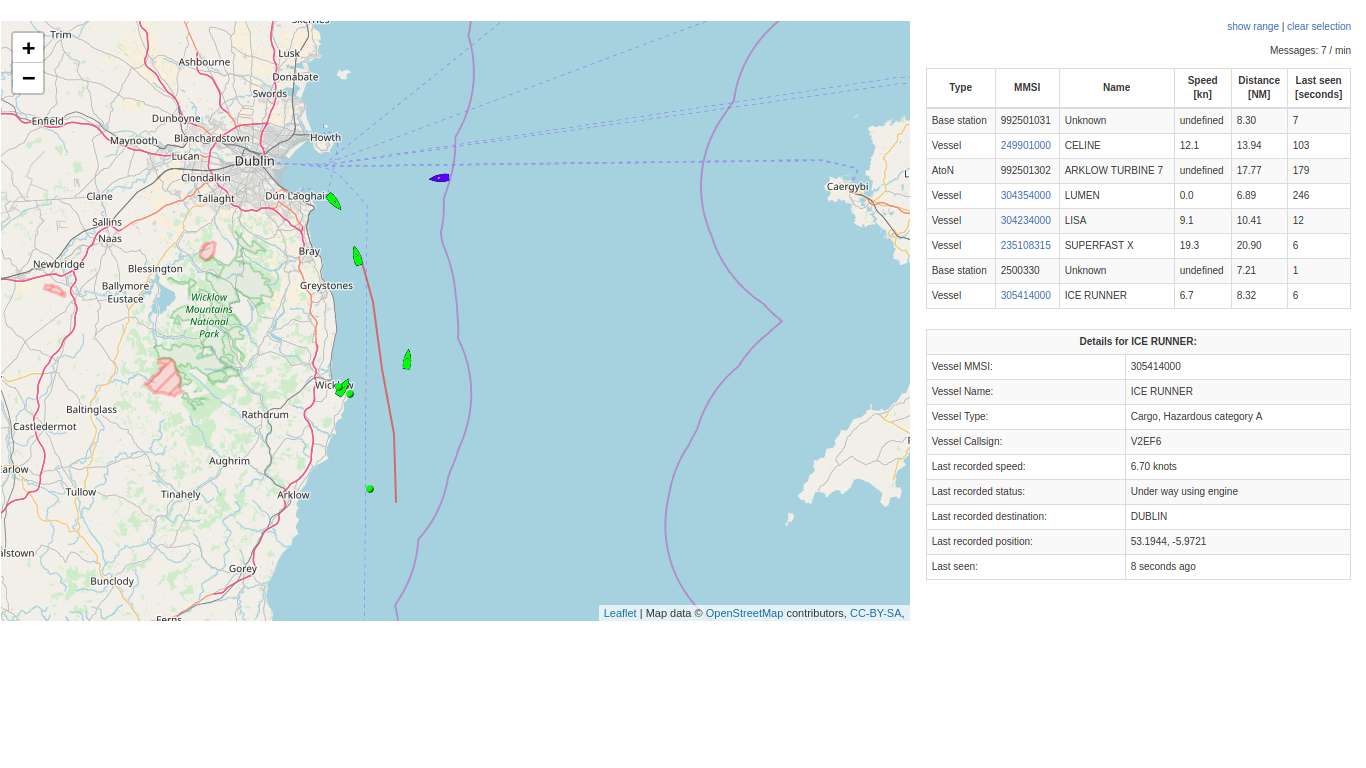 Skerries
Trim
+
−
Lusk
Ashbourne
Donabate
Swords
Dunboyne
Enfield
Howth
Maynooth
Blanchardstown
Lucan
Dublin
Clondalkin
Caergybi
Clane
Tallaght
Dún Laoghaire
Sallins
Naas
Bray
Newbridge
Blessington
Ballymore
Eustace
Greystones
Wicklow
Mountains
National
Park
Wicklow
Baltinglass
Rathdrum
Castledermot
Aughrim
arlow
Tullow
Tinahely
Arklow
alstown
Gorey
Bunclody
Ferns
Leaflet | Map data © OpenStreetMap contributors, CC-BY-SA,
show range | clear selection
Messages: 7 / min
Type MMSI Name Speed [kn] Distance [NM] Last seen [seconds]
Base station 992501031 Unknown undefined 8.30 7
Vessel 249901000 CELINE 12.1 13.94 103
AtoN 992501302 ARKLOW TURBINE 7 undefined 17.77 179
Vessel 304354000 LUMEN 0.0 6.89 246
Vessel 304234000 LISA 9.1 10.41 12
Vessel 235108315 SUPERFAST X 19.3 20.90 6
Base station 2500330 Unknown undefined 7.21 1
Vessel 305414000 ICE RUNNER 6.7 8.32 6
Details for ICE RUNNER:
Vessel MMSI: 305414000
Vessel Name: ICE RUNNER
Vessel Type: Cargo, Hazardous category A
Vessel Callsign: V2EF6
Last recorded speed: 6.70 knots
Last recorded status: Under way using engine
Last recorded destination: DUBLIN
Last recorded position: 53.1944, -5.9721
Last seen: 8 seconds ago